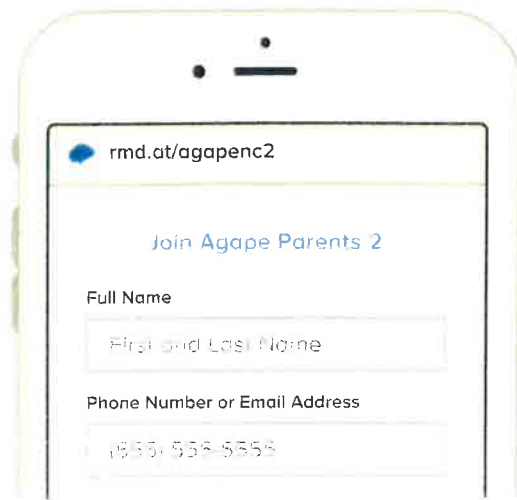 rmd.at/agapenc2
Join Agape Parents 2
Full Name
First and Last Name
Phone Number or Email Address
(555) 555-5555